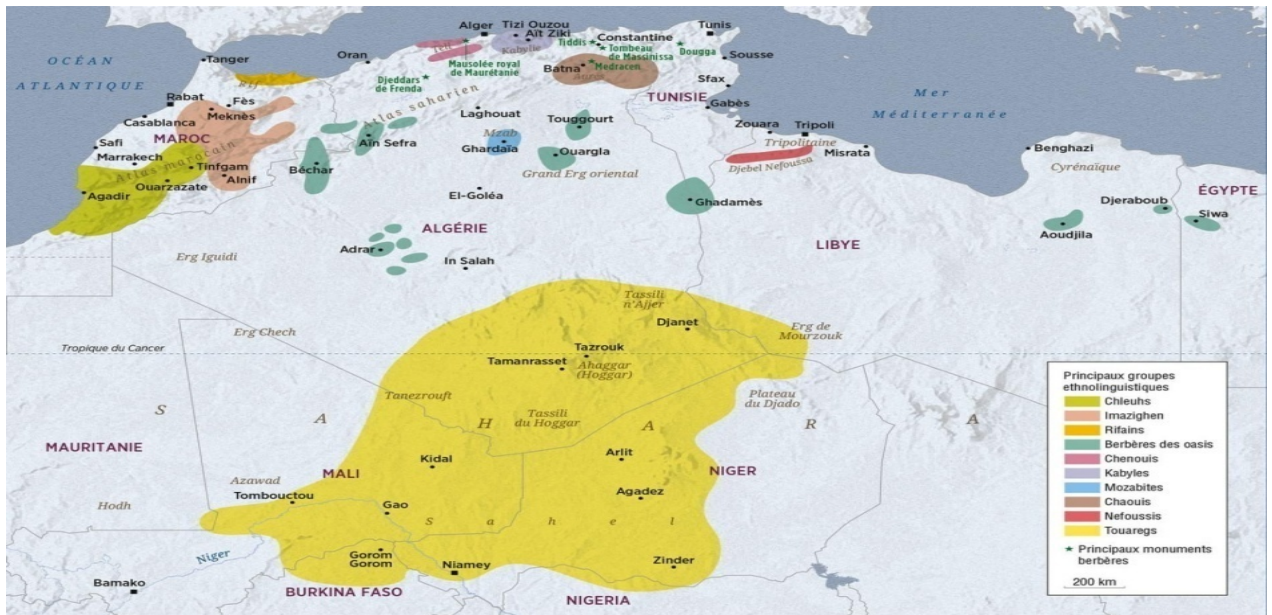 OCÉAN
ATLANTIQUE
Tanger
Rif
Rabat
Fès
Meknès
Casablanca
MAROC
Safi
Marrakech
Atlas marocain
Tinfgam
Ouarzazate
Alnif
Agadir
Oran
Alger
Tizi Ouzou
Aït Ziki
Kabylie
Tell
Mausolée royal
de Maurétanie
Djeddars
de Frenda
Atlas saharien
Tiddis
Constantine
Tombeau
de Massinissa
Medracen
Batna
Aurès
Dougga
Tunis
Sousse
Sfax
TUNISIE
Gabès
Mer
Méditerranée
Laghouat
Mzab
Ghardaïa
Touggourt
Ouargla
Grand Erg oriental
Aïn Sefra
Béchar
El-Goléa
ALGÉRIE
Adrar
In Salah
Erg Iguidi
Erg Chech
Zouara
Tripoli
Tripolitaine
Misrata
Djebel Nefoussa
Ghadamès
LIBYE
Benghazi
Cyrénaïque
ÉGYPTE
Djeraboub
Siwa
Aoudjila
Tropique du Cancer
Tassili
n'Ajjer
Djanet
Erg de
Mourzouk
Tazrouk
Tamanrasset
Ahaggar
(Hoggar)
Tanezrouft
Tassili
du Hoggar
Plateau
du Djado
S A H A R A
MAURITANIE
Hodh
MALI
Azawad
Tombouctou
Kidal
Gao
Arlit
Agadez
NIGER
S a h e l
Niger
Gorom
Gorom
Niamey
Zinder
Bamako
BURKINA FASO
NIGERIA
Principaux groupes
ethnolinguistiques
Chleuhs
Imazighen
Rifains
Berbères des oasis
Chenouis
Kabyles
Mozabites
Chaouis
Nefoussis
Touaregs
Principaux monuments
berbères
200 km